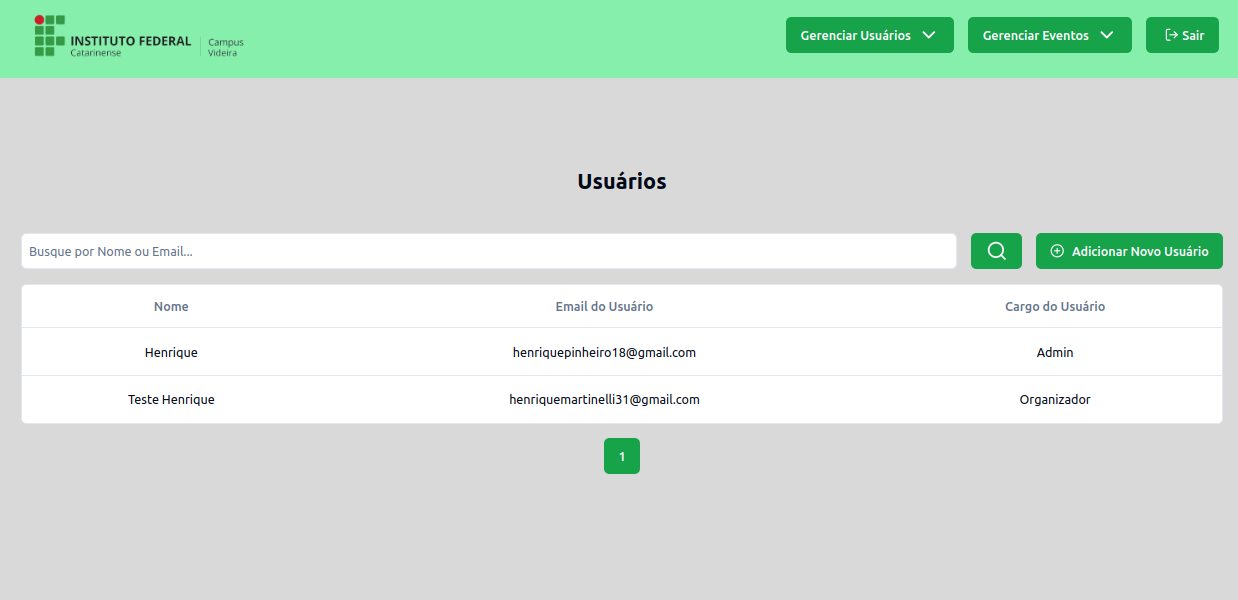 INSTITUTO FEDERAL
Catarinense
Campus
Videira
Gerenciar Usuários
Gerenciar Eventos
Sair
Usuários
Busque por Nome ou Email...
Adicionar Novo Usuário
Nome Email do Usuário Cargo do Usuário
Henrique henriquepinheiro18@gmail.com Admin
Teste Henrique henriquemartinelli31@gmail.com Organizador
1